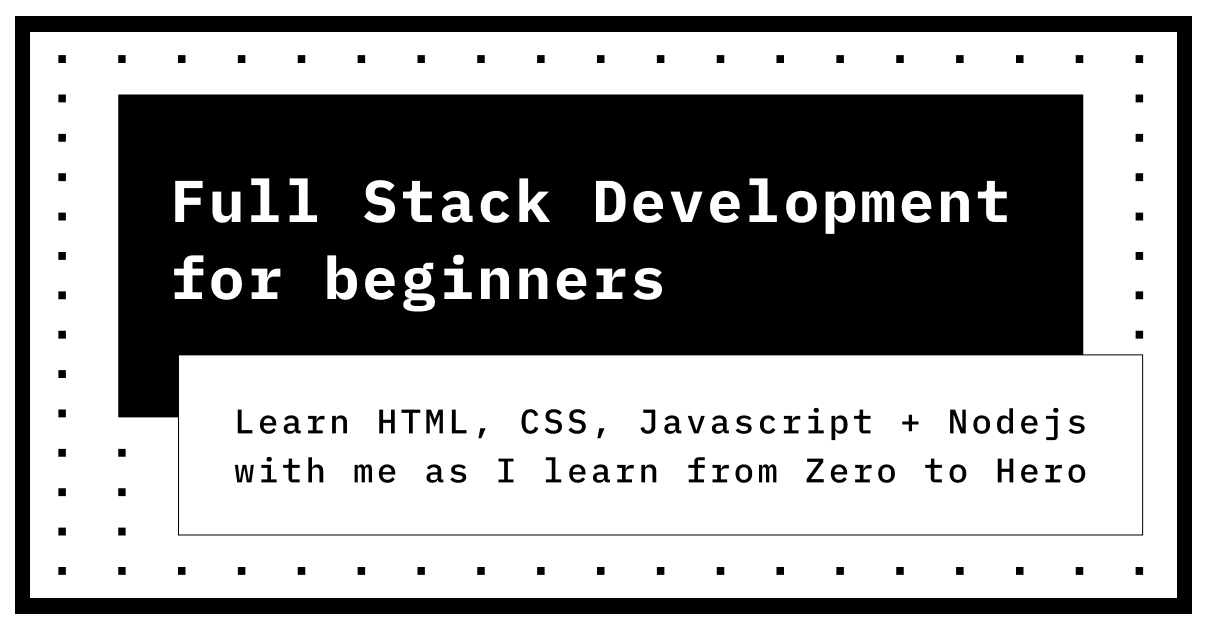 Full Stack Development
for beginners
Learn HTML, CSS, Javascript + Nodejs
with me as I learn from Zero to Hero